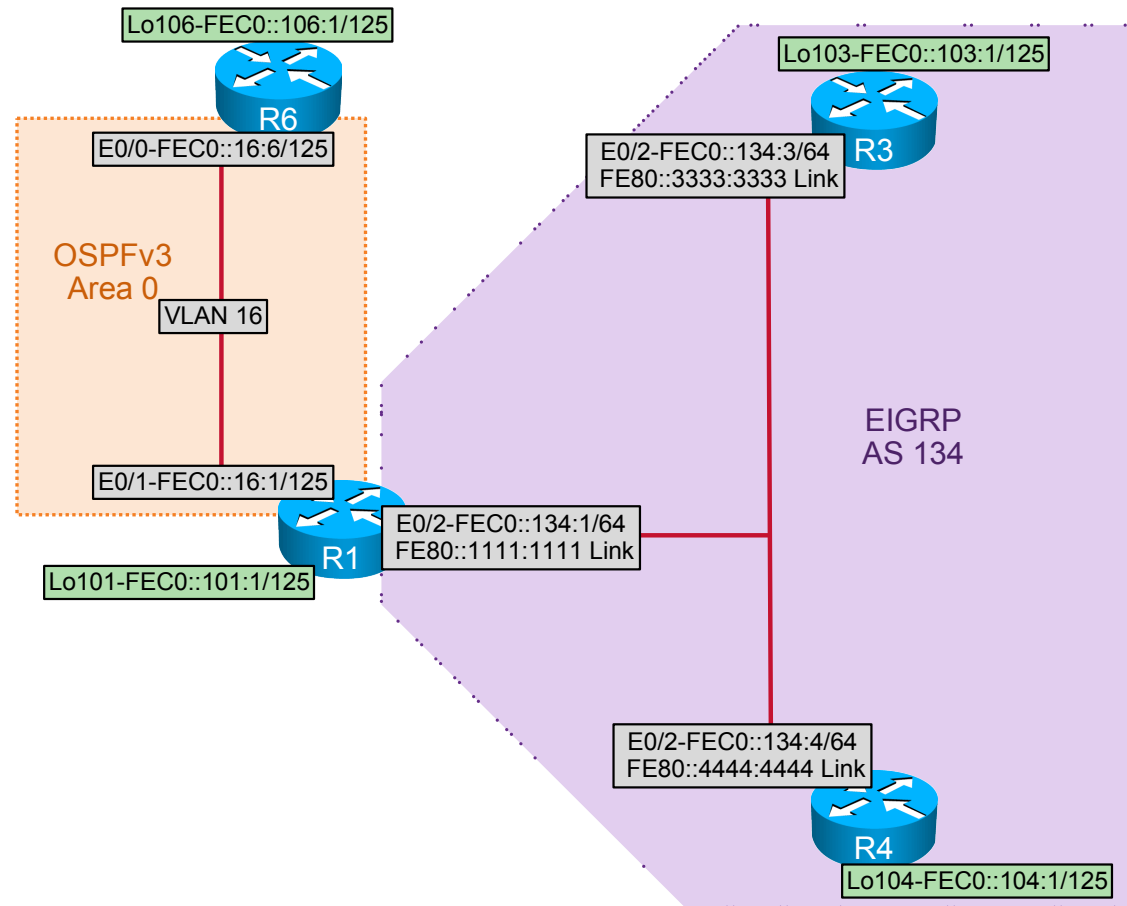 Lo106-FEC0::106:1/125
R6
E0/0-FEC0::16:6/125
OSPFv3
Area 0
VLAN 16
E0/1-FEC0::16:1/125
R1
Lo101-FEC0::101:1/125
E0/2-FEC0::134:1/64
FE80::1111:1111 Link
Lo103-FEC0::103:1/125
R3
E0/2-FEC0::134:3/64
FE80::3333:3333 Link
EIGRP
AS 134
E0/2-FEC0::134:4/64
FE80::4444:4444 Link
R4
Lo104-FEC0::104:1/125